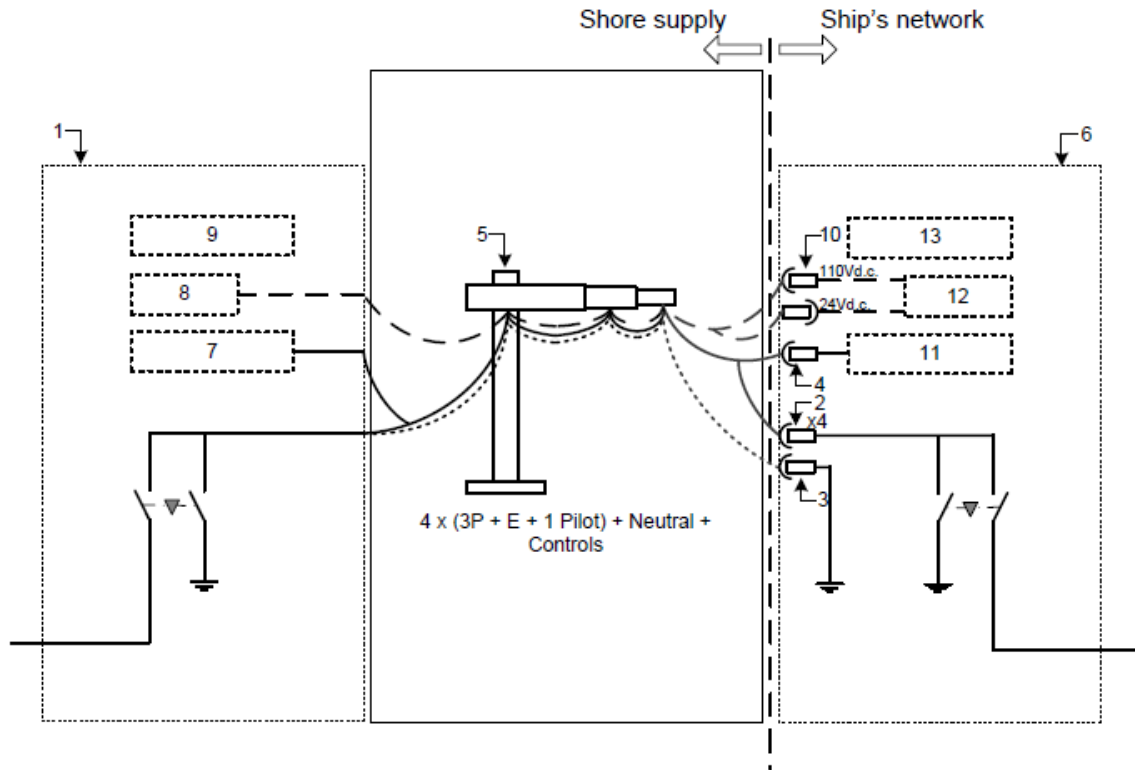 Shore supply
Ship's network
1
6
9
5
10
13
8
110Vd.c.
12
24Vd.c.
7
11
4
2
x4
3
4 x (3P + E + 1 Pilot) + Neutral +
Controls